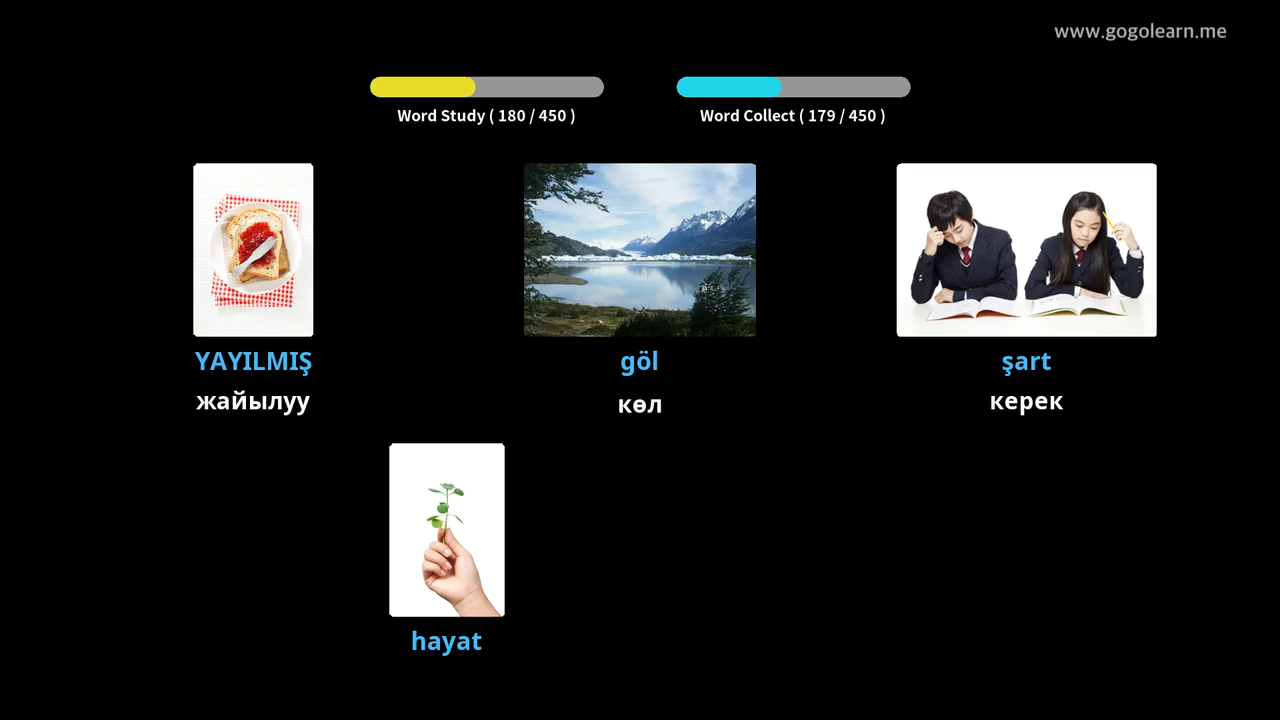 www.gogolearn.me
Word Study ( 180 / 450 )
Word Collect ( 179 / 450 )
YAYILMIŞ
жайылуу
göl
көл
şart
керек
hayat